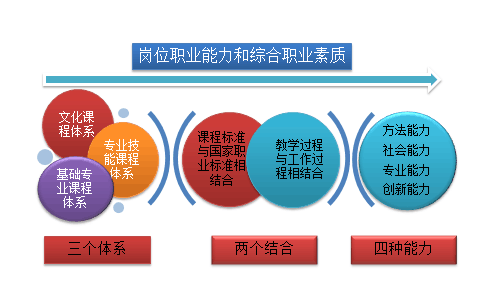 岗位职业能力和综合职业素质
文化课
程体系
专业技
能课程
体系
基础专
业课程
体系
课程标准
与国家职
业标准相
结合
教学过程
与工作过
程相结合
方法能力
社会能力
专业能力
创新能力
三个体系
两个结合
四种能力